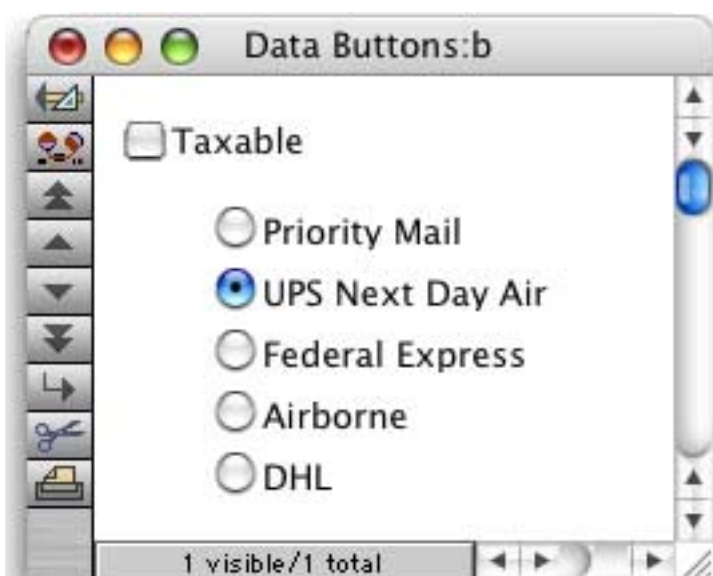 Data Buttons:b
Taxable
Priority Mail
UPS Next Day Air
Federal Express
Airborne
DHL
1 visible/1 total